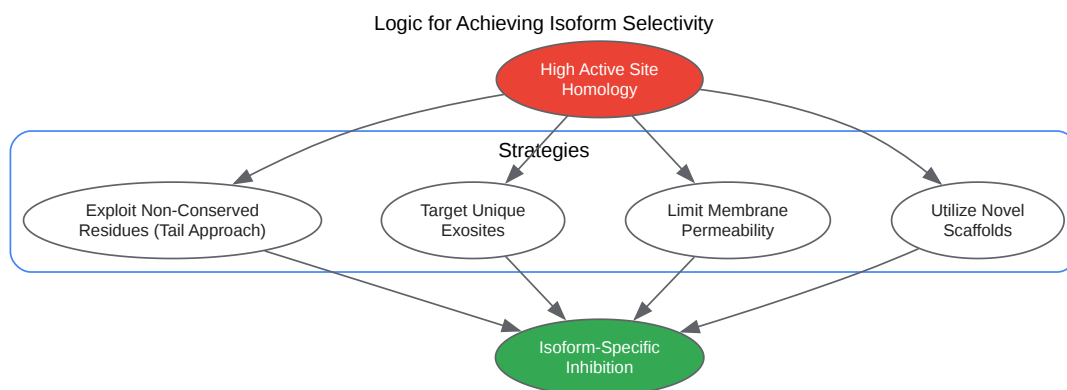 Logic for Achieving Isoform Selectivity
High Active Site
Homology
Strategies
Exploit Non-Conserved
Residues (Tail Approach)
Target Unique
Exosites
Limit Membrane
Permeability
Utilize Novel
Scaffolds
Isoform-Specific
Inhibition